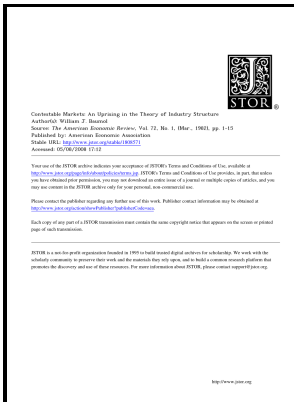 JSTOR
®
Contestable Markets: An Uprising in the Theory of Industry Structure
Author(s): William J. Baumol
Source: The American Economic Review, Vol. 72, No. 1, (Mar., 1982), pp. 1-15
Published by: American Economic Association
Stable URL: http://www.jstor.org/stable/1808571
Accessed: 05/08/2008 17:12
Your use of the JSTOR archive indicates your acceptance of JSTOR's Terms and Conditions of Use, available at
http://www.jstor.org/page/info/about/policies/terms.jsp. JSTOR's Terms and Conditions of Use provides, in part, that unless
you have obtained prior permission, you may not download an entire issue of a journal or multiple copies of articles, and you
may use content in the JSTOR archive only for your personal, non-commercial use.
Please contact the publisher regarding any further use of this work. Publisher contact information may be obtained at
http://www.jstor.org/action/showPublisher?publisherCode=aea.
Each copy of any part of a JSTOR transmission must contain the same copyright notice that appears on the screen or printed
page of such transmission.
JSTOR is a not-for-profit organization founded in 1995 to build trusted digital archives for scholarship. We work with the
scholarly community to preserve their work and the materials they rely upon, and to build a common research platform that
promotes the discovery and use of these resources. For more information about JSTOR, please contact support@jstor.org.
http://www.jstor.org